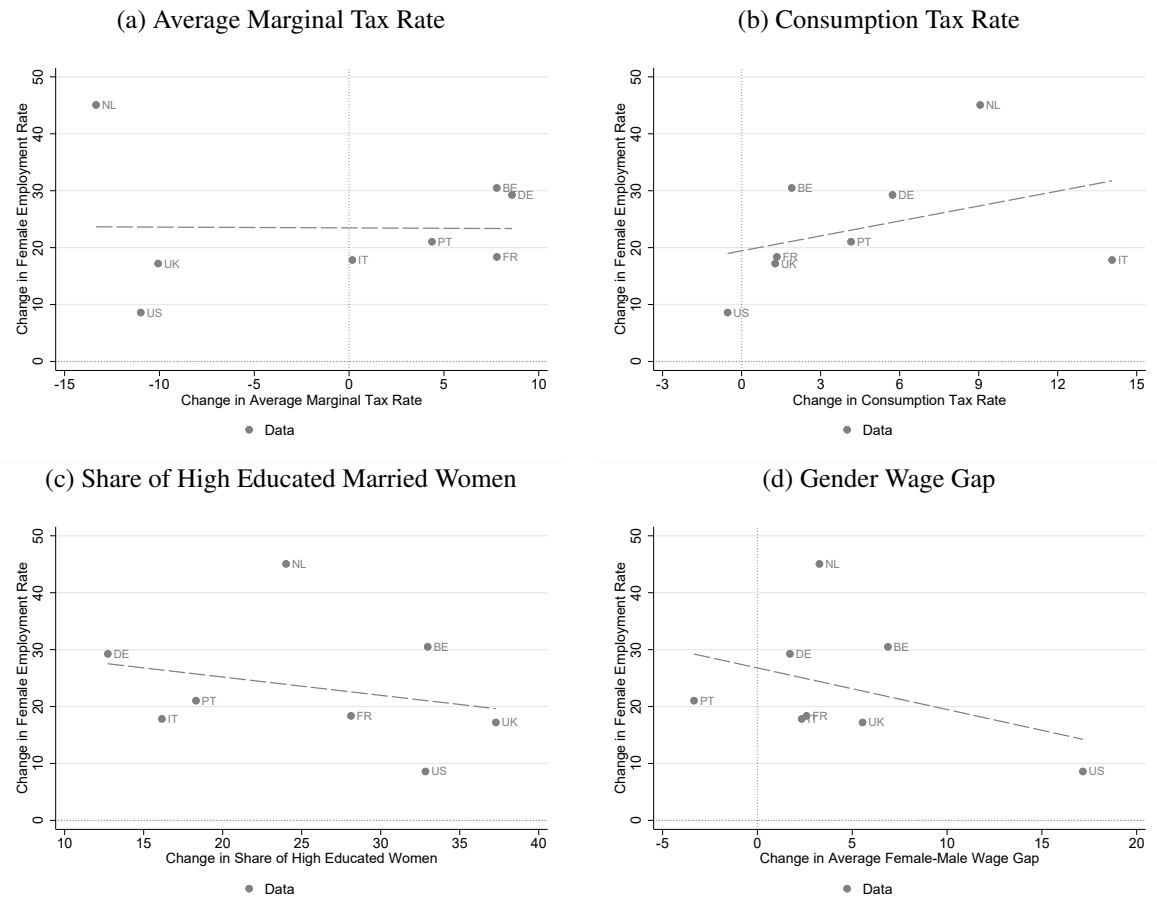 (a) Average Marginal Tax Rate
Change in Female Employment Rate
50
40
30
20
10
0
NL
BE
DE
PT
FR
IT
UK
US
-15 -10 -5 0 5 10
Change in Average Marginal Tax Rate
Data
(b) Consumption Tax Rate
Change in Female Employment Rate
50
40
30
20
10
0
NL
BE
DE
PT
FR
UK
IT
US
-3 0 3 6 9 12 15
Change in Consumption Tax Rate
Data
(c) Share of High Educated Married Women
Change in Female Employment Rate
50
40
30
20
10
0
NL
BE
DE
PT
IT
FR
UK
US
10 15 20 25 30 35 40
Change in Share of High Educated Women
Data
(d) Gender Wage Gap
Change in Female Employment Rate
50
40
30
20
10
0
NL
BE
DE
PT
FR
IT
UK
US
-5 0 5 10 15 20
Change in Average Female-Male Wage Gap
Data